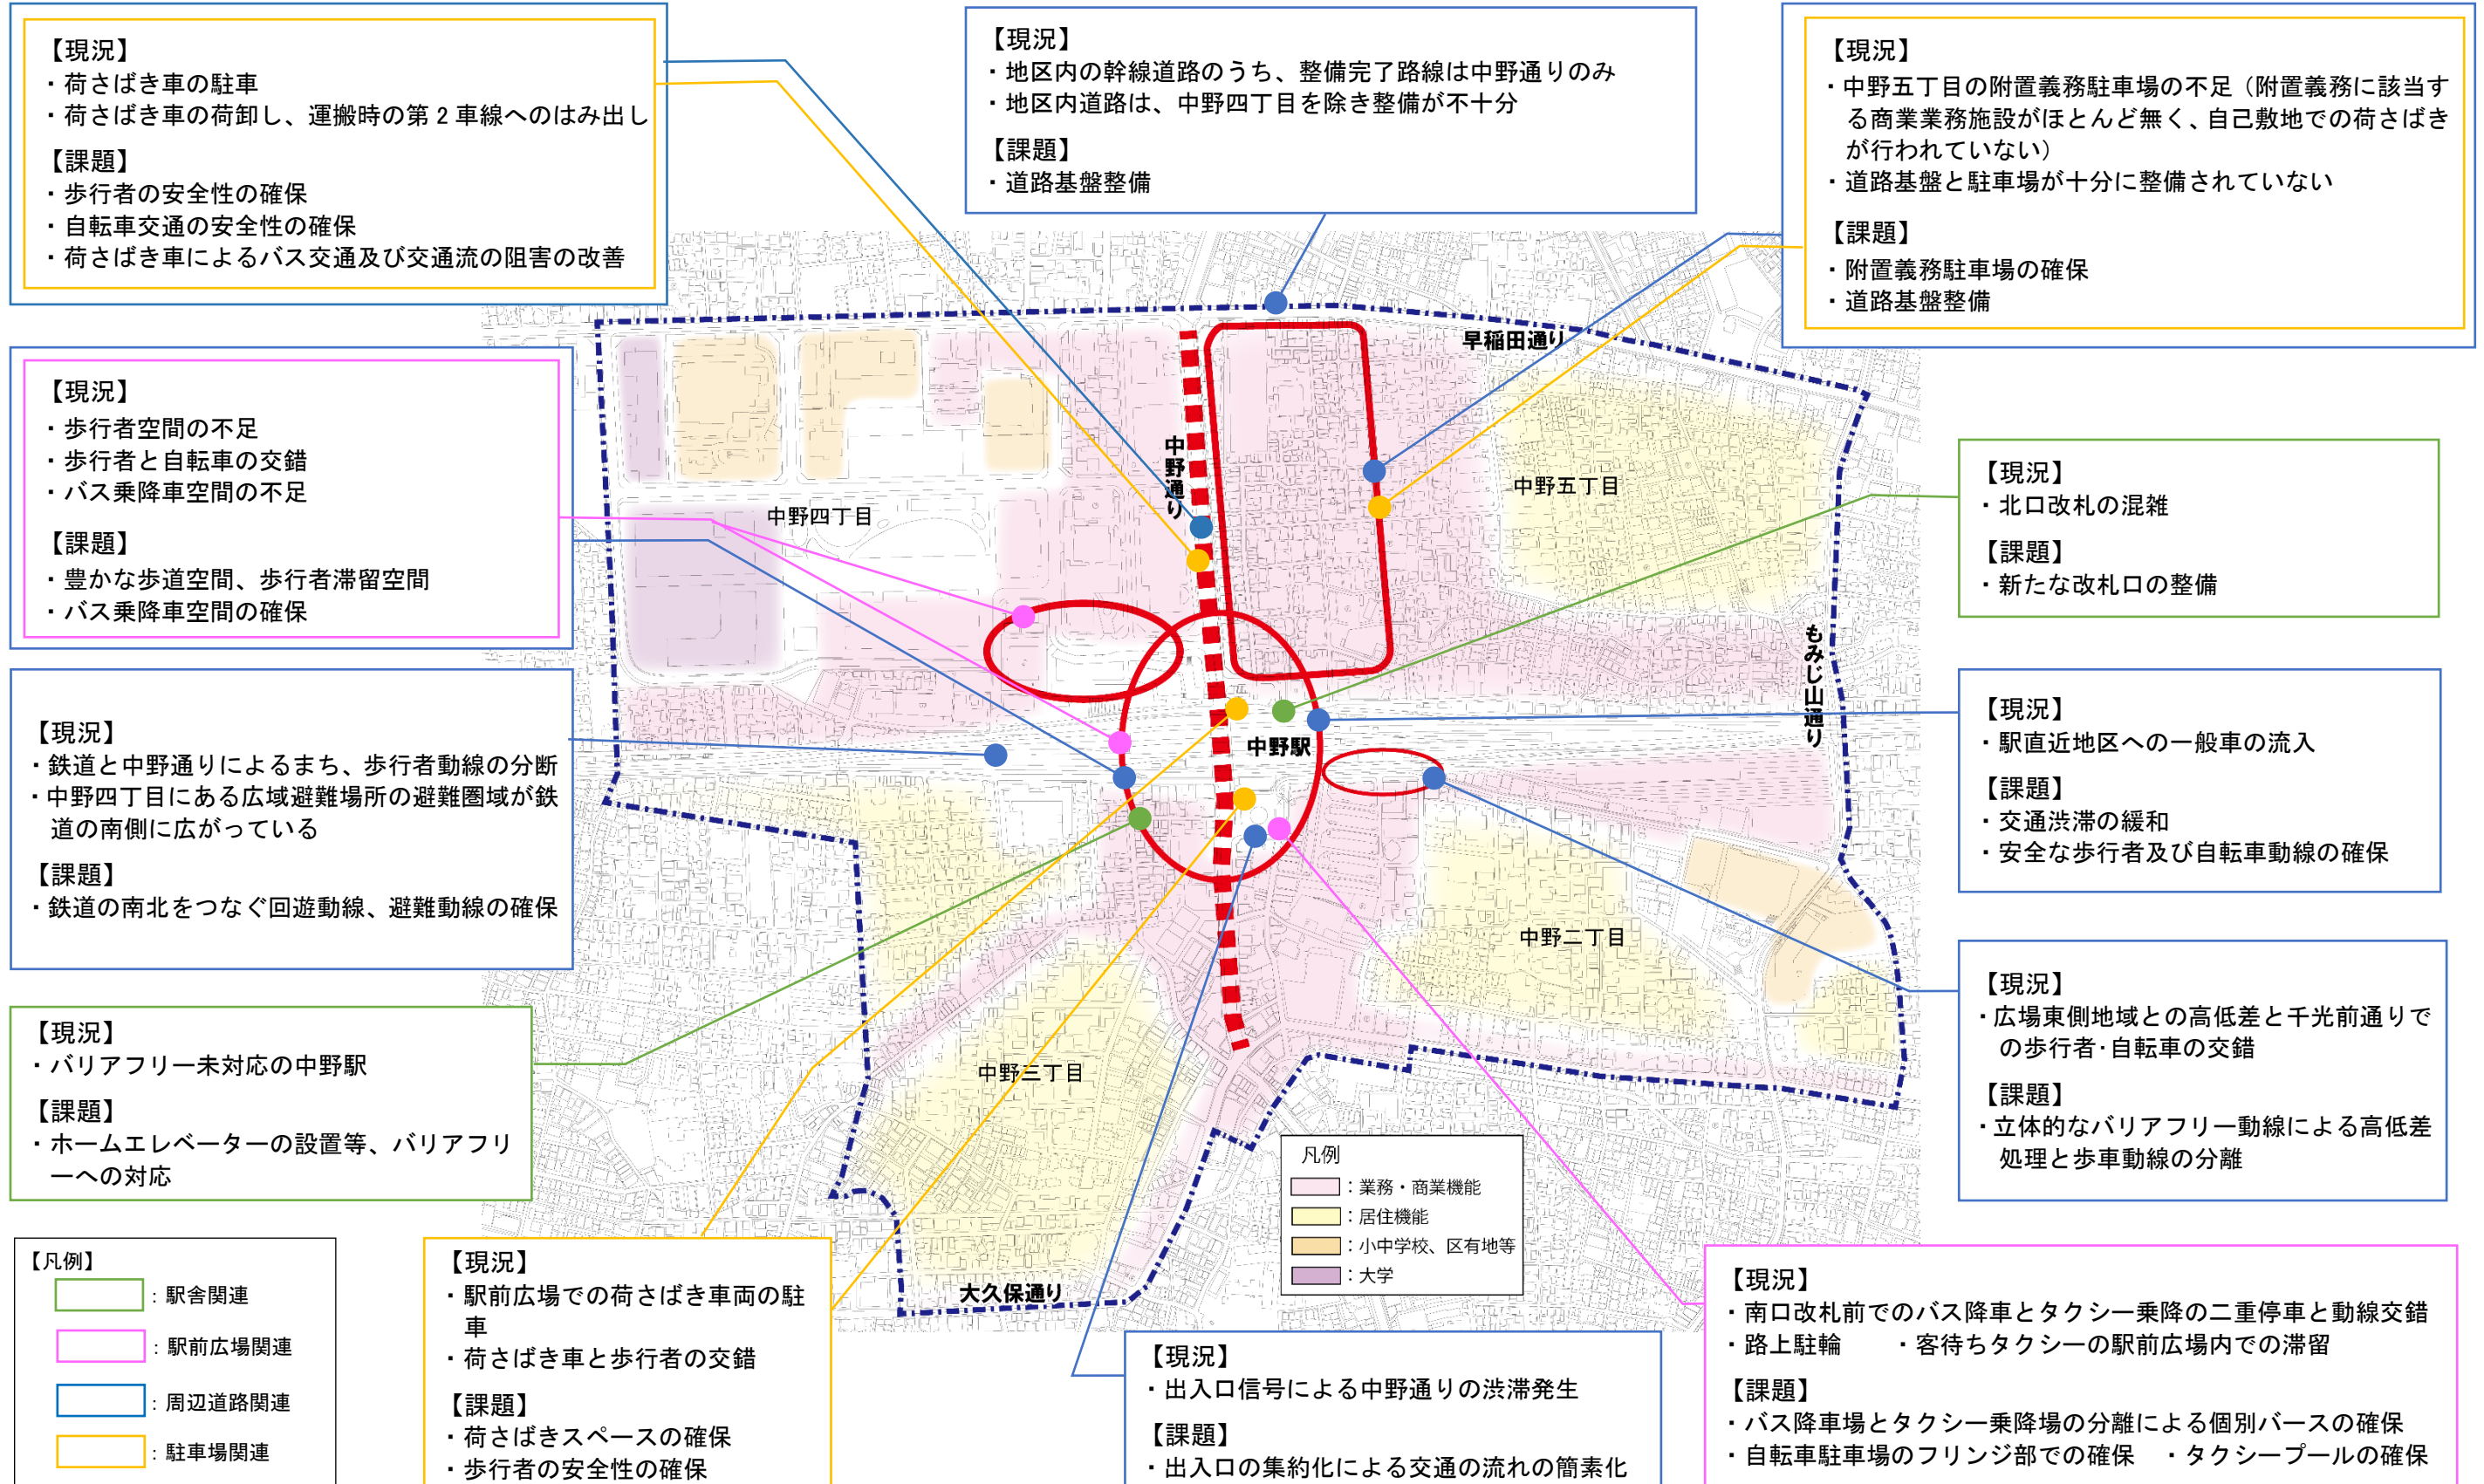 【現況】
・荷さばき車の駐車
・荷さばき車の荷卸し、運搬時の第2車線へのはみ出し
【課題】
・歩行者の安全性の確保
・自転車交通の安全性の確保
・荷さばき車によるバス交通及び交通流の阻害の改善
【現況】
・地区内の幹線道路のうち、整備完了路線は中野通りのみ
・地区内道路は、中野四丁目を除き整備が不十分
【課題】
・道路基盤整備
【現況】
・中野五丁目の附置義務駐車場の不足（附置義務に該当す
る商業業務施設がほとんど無く、自己敷地での荷さばき
が行われていない）
・道路基盤と駐車場が十分に整備されていない
【課題】
・附置義務駐車場の確保
・道路基盤整備
【現況】
・歩行者空間の不足
・歩行者と自転車の交錯
・バス乗降車空間の不足
【課題】
・豊かな歩道空間、歩行者滞留空間
・バス乗降車空間の確保
早稲田通り
中野通り
中野四丁目
中野五丁目
もみじ山通り
中野駅
中野二丁目
中野三丁目
大久保通り
【現況】
・北口改札の混雑
【課題】
・新たな改札口の整備
【現況】
・鉄道と中野通りによるまち、歩行者動線の分断
・中野四丁目にある広域避難場所の避難圏域が鉄
道の南側に広がっている
【課題】
・鉄道の南北をつなぐ回遊動線、避難動線の確保
【現況】
・駅直近地区への一般車の流入
【課題】
・交通渋滞の緩和
・安全な歩行者及び自転車動線の確保
【現況】
・バリアフリー未対応の中野駅
【課題】
・ホームエレベーターの設置等、バリアフリ
ーへの対応
【現況】
・広場東側地域との高低差と千光前通りで
の歩行者・自転車の交錯
【課題】
・立体的なバリアフリー動線による高低差
処理と歩車動線の分離
凡例
：業務・商業機能
：居住機能
：小中学校、区有地等
：大学
【凡例】
：駅舎関連
：駅前広場関連
：周辺道路関連
：駐車場関連
【現況】
・駅前広場での荷さばき車両の駐
車
・荷さばき車と歩行者の交錯
【課題】
・荷さばきスペースの確保
・歩行者の安全性の確保
【現況】
・出入口信号による中野通りの渋滞発生
【課題】
・出入口の集約化による交通の流れの簡素化
【現況】
・南口改札前でのバス降車とタクシー乗降の二重停車と動線交錯
・路上駐輪　・客待ちタクシーの駅前広場内での滞留
【課題】
・バス降車場とタクシー乗降場の分離による個別バースの確保
・自転車駐車場のフリンジ部での確保　・タクシープールの確保